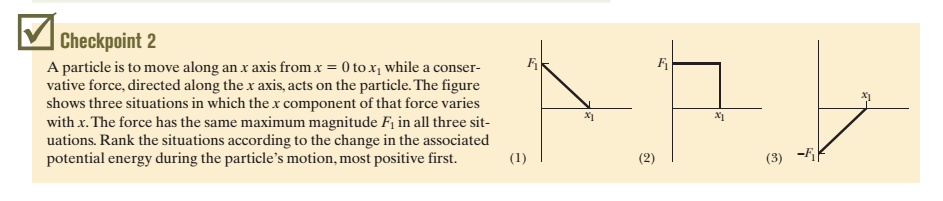 Checkpoint 2
A particle is to move along an x axis from x = 0 to x₁ while a conser-
vative force, directed along the x axis, acts on the particle. The figure
shows three situations in which the x component of that force varies
with x. The force has the same maximum magnitude F₁ in all three sit-
uations. Rank the situations according to the change in the associated
potential energy during the particle's motion, most positive first.
F₁
x₁
(1)
F₁
x₁
(2)
x₁
(3)
–F₁